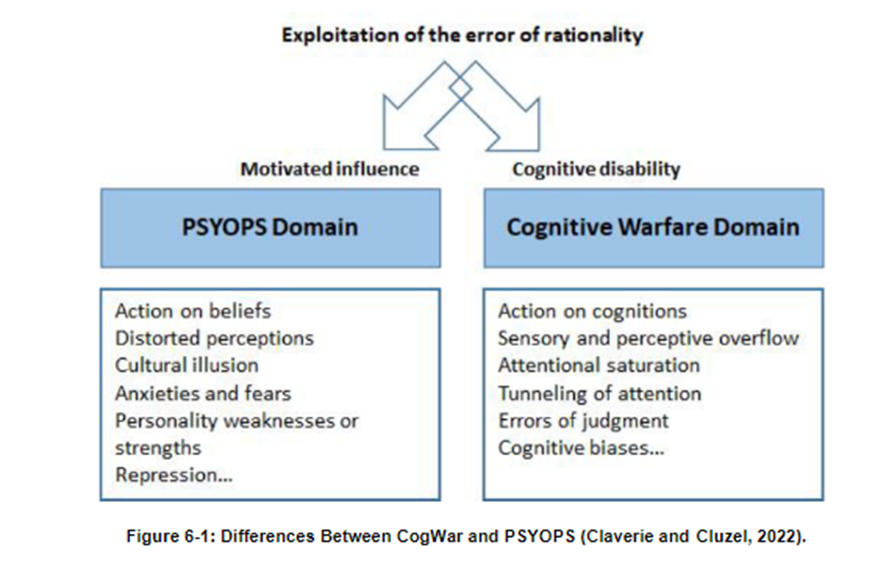 Exploitation of the error of rationality
Motivated influence
Cognitive disability
PSYOPS Domain
Cognitive Warfare Domain
Action on beliefs
Distorted perceptions
Cultural illusion
Anxieties and fears
Personality weaknesses or
strengths
Repression...
Action on cognitions
Sensory and perceptive overflow
Attentional saturation
Tunneling of attention
Errors of judgment
Cognitive biases...
Figure 6-1: Differences Between CogWar and PSYOPS (Claverie and Cluzel, 2022).